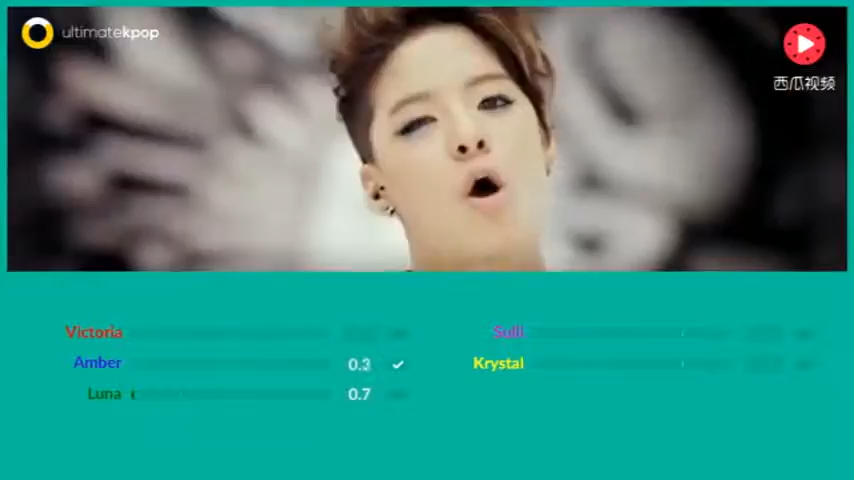 ultimatekpop
西瓜视频
Victoria
Sulli
Amber 0.3
Krystal
Luna 0.7